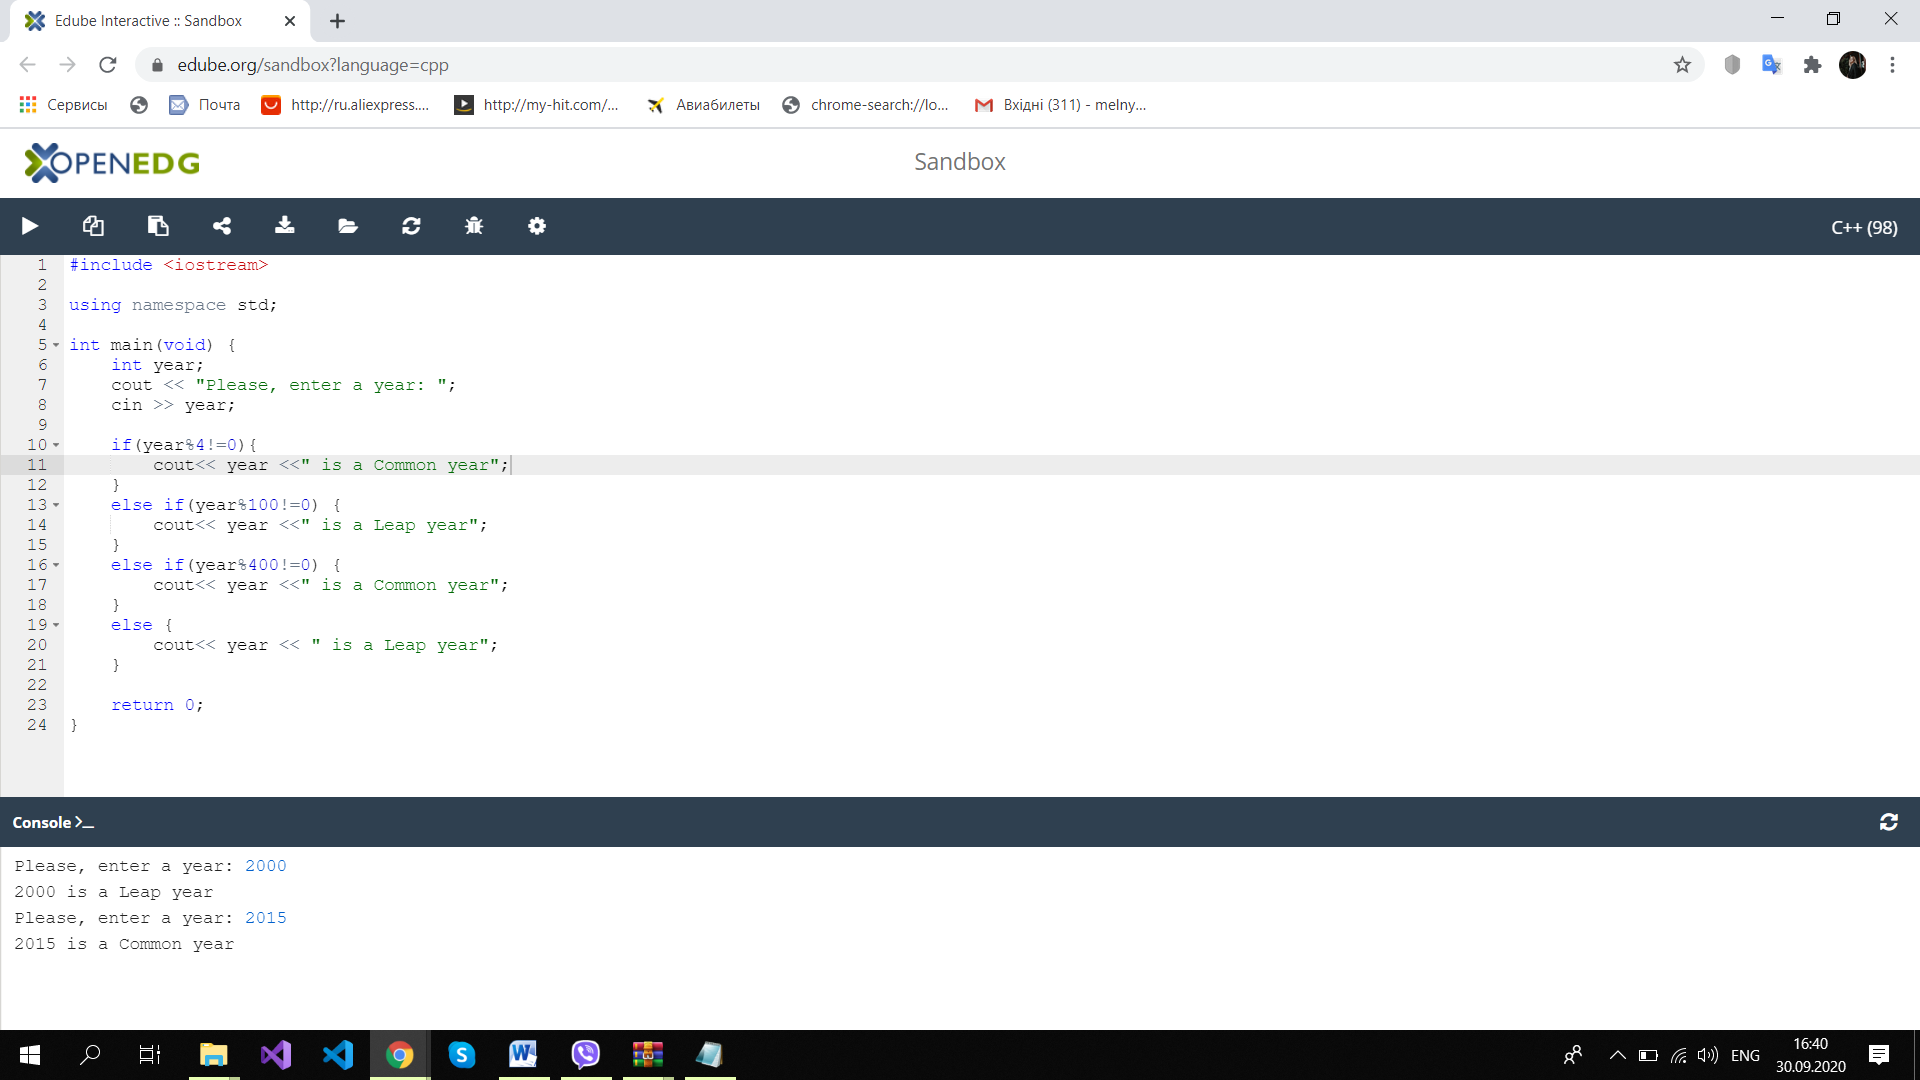 Edube Interactive :: Sandbox
edube.org/sandbox?language=cpp
Сервисы Почта http://ru.aliexpress.... http://my-hit.com/... Авиабилеты chrome-search://lo... Вхідні (311) - melny...
OPENEDG Sandbox
C++ (98)
1 #include <iostream>
2
3 using namespace std;
4
5 int main(void) {
6     int year;
7     cout << "Please, enter a year: ";
8     cin >> year;
9
10     if(year%4!=0){
11         cout<< year <<" is a Common year";
12     }
13     else if(year%100!=0) {
14         cout<< year <<" is a Leap year";
15     }
16     else if(year%400!=0) {
17         cout<< year <<" is a Common year";
18     }
19     else {
20         cout<< year << " is a Leap year";
21     }
22
23     return 0;
24 }
Console >_
Please, enter a year: 2000
2000 is a Leap year
Please, enter a year: 2015
2015 is a Common year
ENG
16:40
30.09.2020